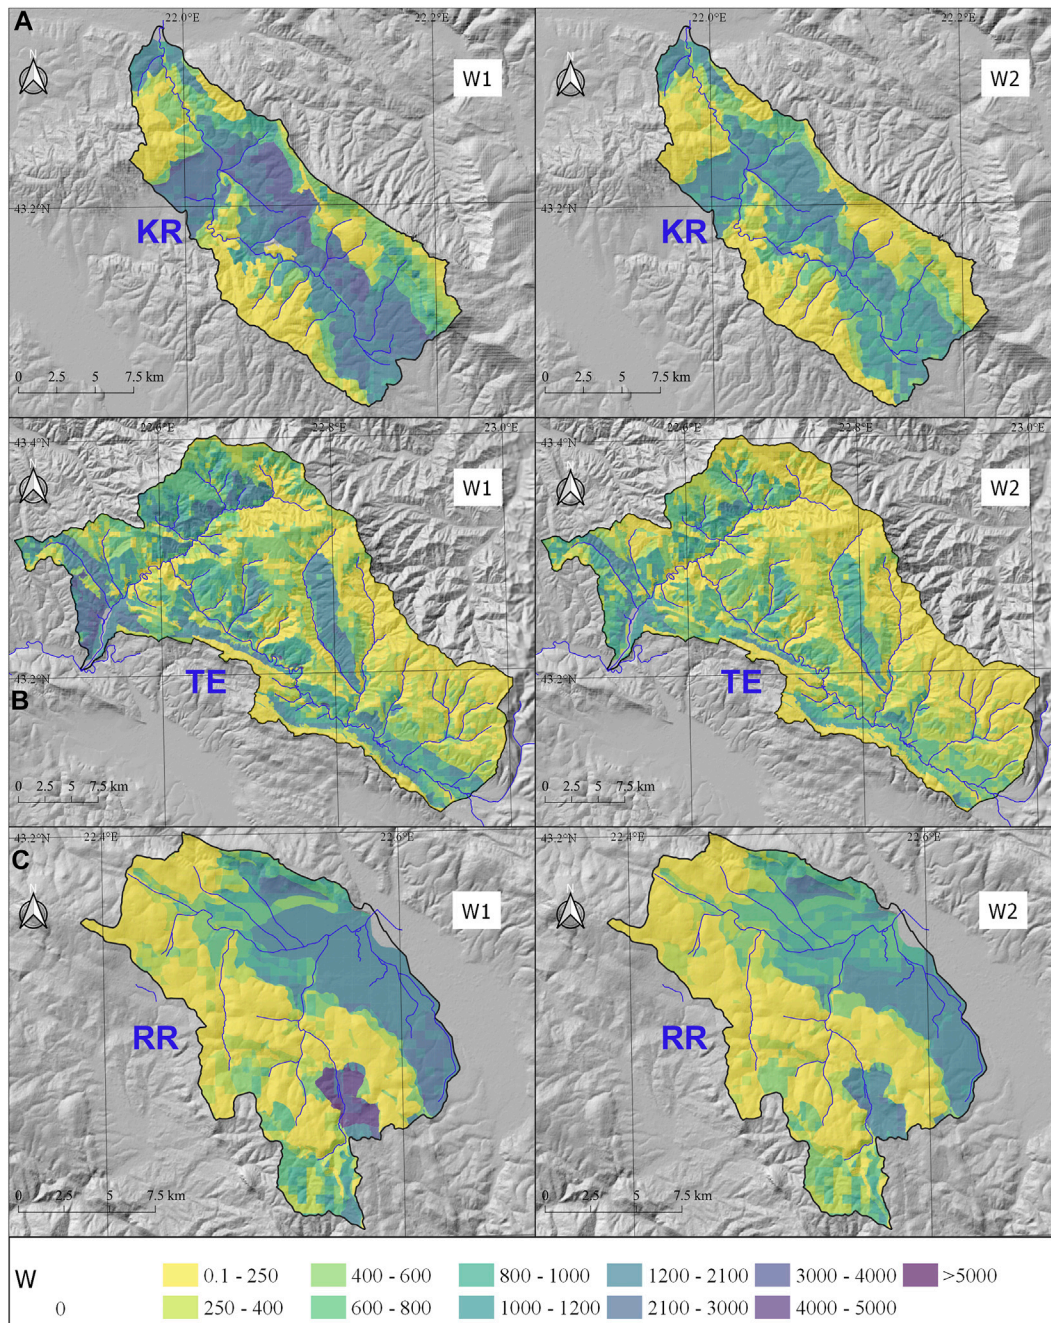 A
22.0°E
22.2°E
22.0°E
22.2°E
N
W1
N
W2
43.2°N
43.2°N
KR
KR
0 2.5 5 7.5 km
0 2.5 5 7.5 km
22.6°E
22.8°E
23.0°E
22.6°E
22.8°E
23.0°E
43.4°N
43.4°N
N
W1
N
W2
43.2°N
43.2°N
TE
TE
B
0 2.5 5 7.5 km
0 2.5 5 7.5 km
43.2°N
22.4°E
22.6°E
43.2°N
22.4°E
22.6°E
C
N
W1
N
W2
RR
RR
0 2.5 5 7.5 km
0 2.5 5 7.5 km
W
0.1 - 250
400 - 600
800 - 1000
1200 - 2100
3000 - 4000
>5000
0
250 - 400
600 - 800
1000 - 1200
2100 - 3000
4000 - 5000